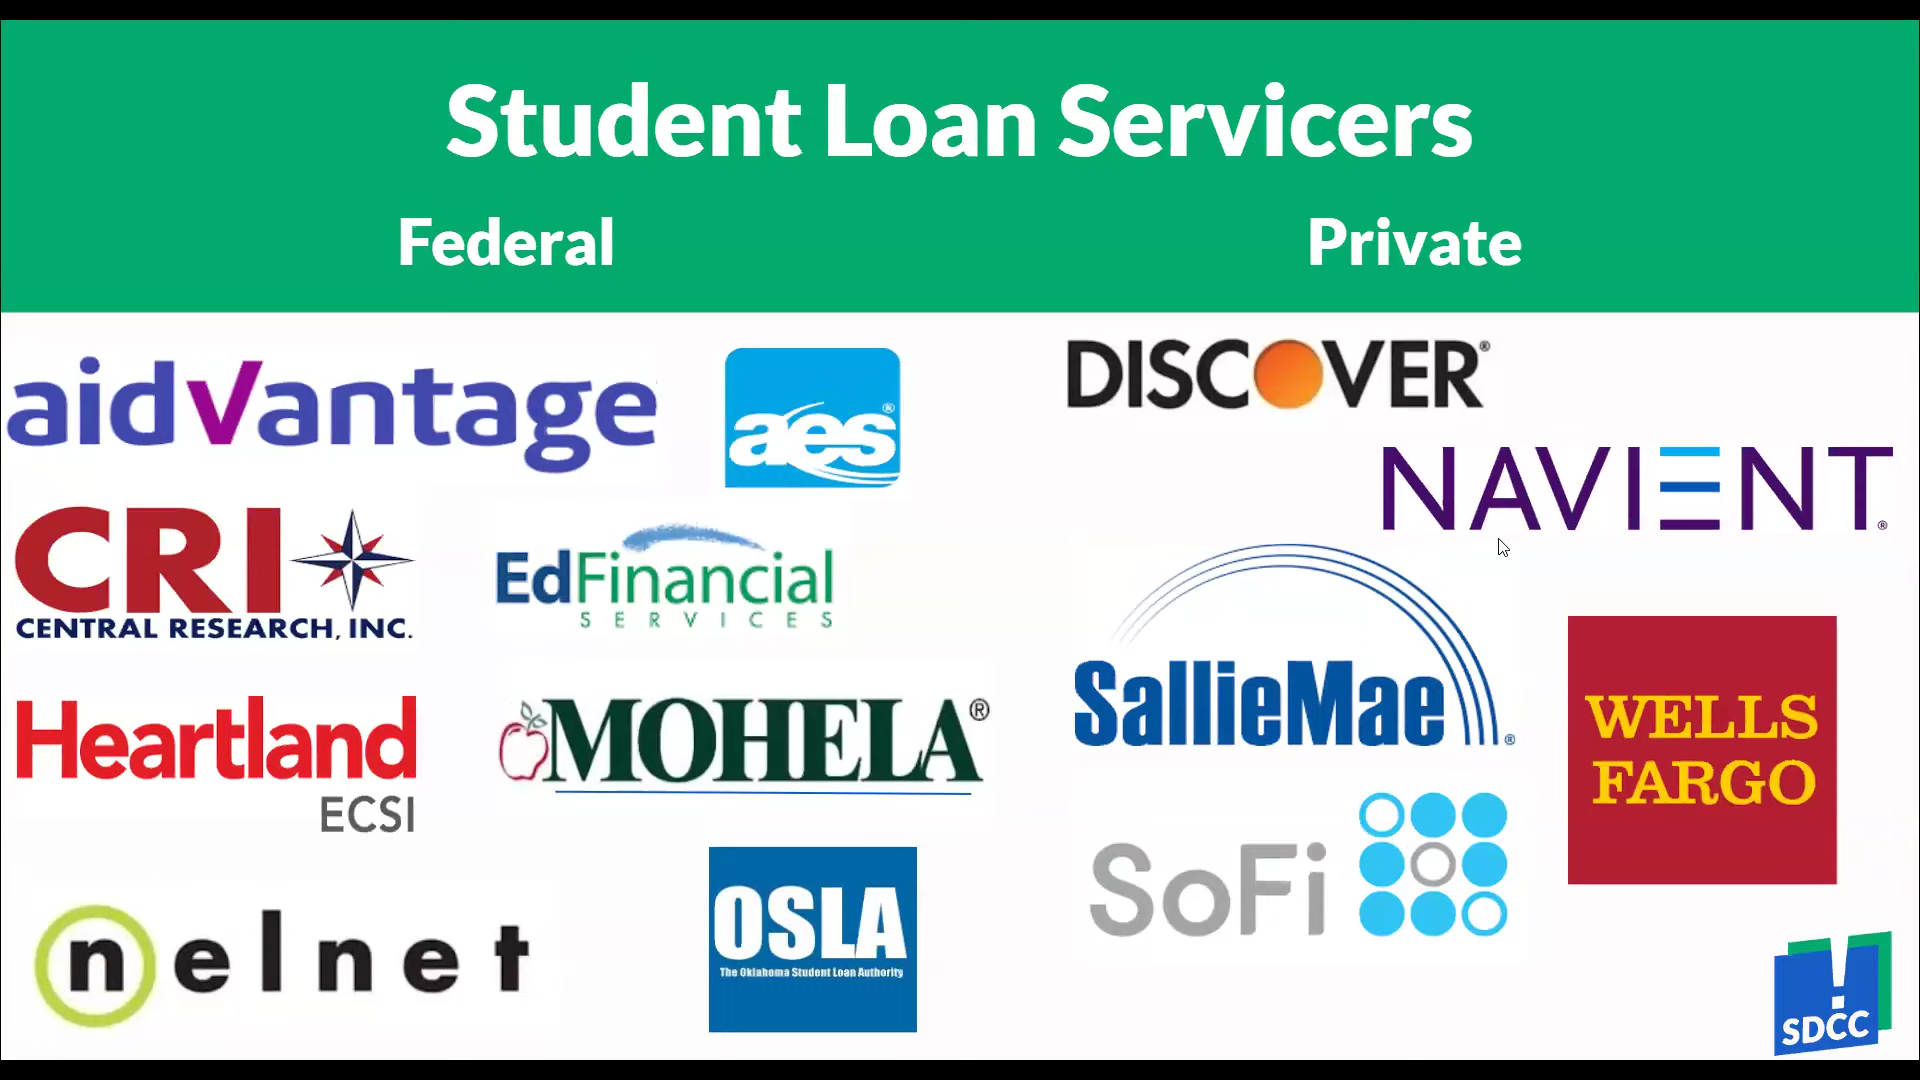 Student Loan Servicers
Federal
Private
aidvantage
aes®
CRI
CENTRAL RESEARCH, INC.
EdFinancial
SERVICES
Heartland
ECSI
MOHELA®
nelnet
OSLA
The Oklahoma Student Loan Authority
DISCOVER®
NAVIENT®
SallieMae®
WELLS
FARGO
SoFi
SDCC